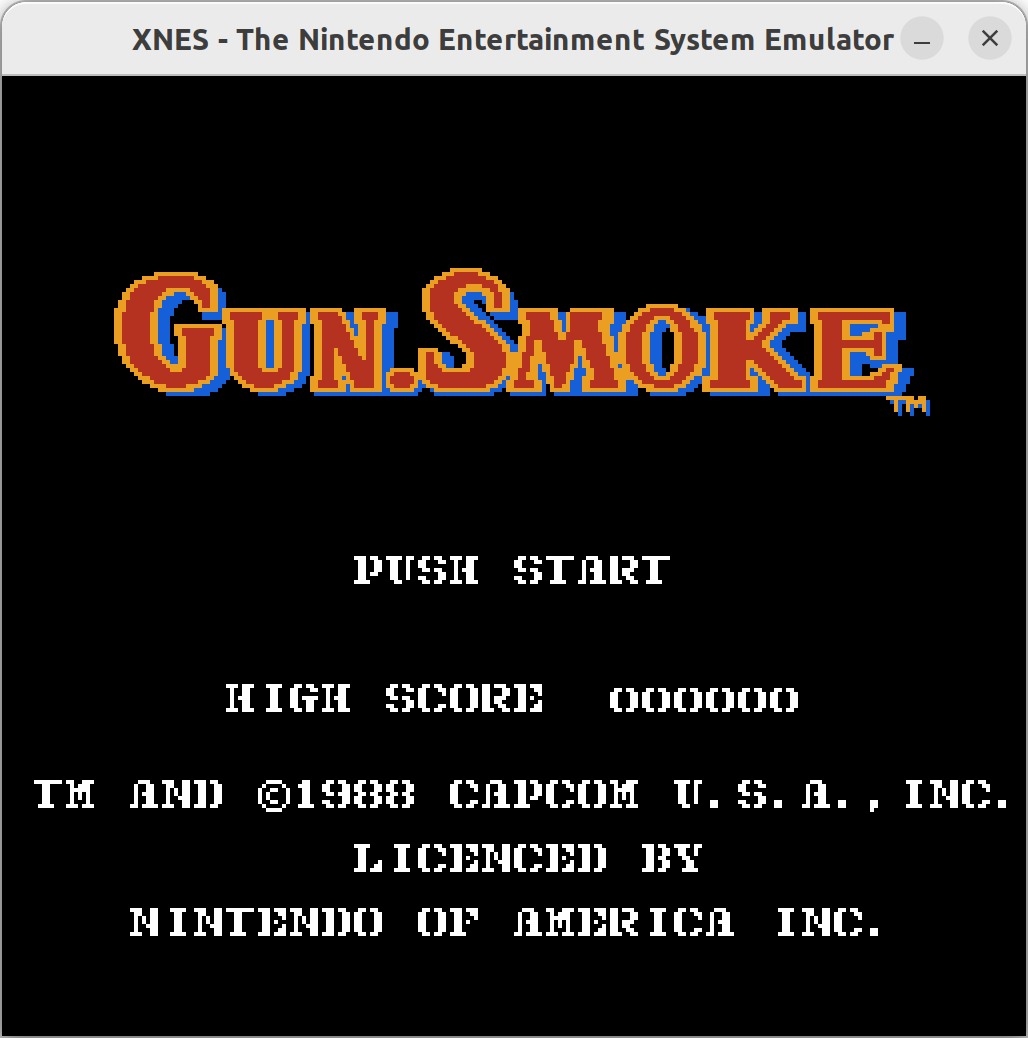 XNES - The Nintendo Entertainment System Emulator
GUN.SMOKE
TM
PUSH START
HIGH SCORE 000000
TM AND ©1988 CAPCOM U.S.A., INC.
LICENCED BY
NINTENDO OF AMERICA INC.